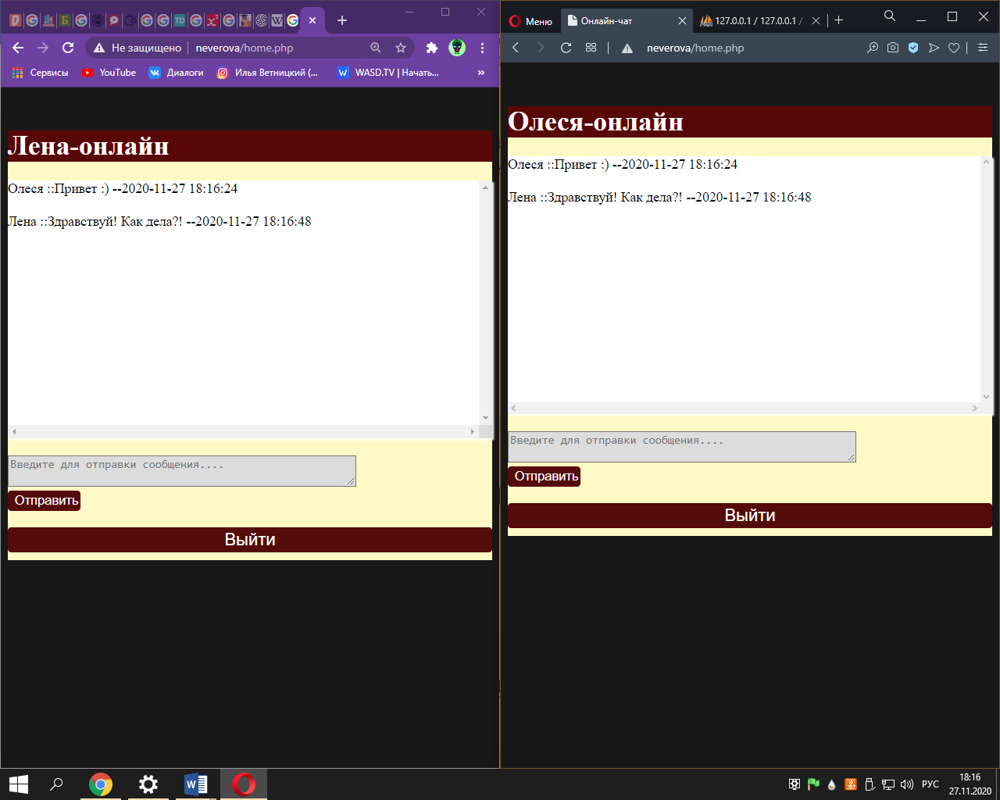 Не защищено neverova/home.php
Сервисы YouTube Диалоги Илья Ветницкий (... WASD.TV | Начать... »
Лена-онлайн
Олеся ::Привет :) --2020-11-27 18:16:24
Лена ::Здравствуй! Как дела?! --2020-11-27 18:16:48
Введите для отправки сообщения....
Отправить
Выйти
Меню Онлайн-чат 127.0.0.1 / 127.0.0.1 /
neverova/home.php
Олеся-онлайн
Олеся ::Привет :) --2020-11-27 18:16:24
Лена ::Здравствуй! Как дела?! --2020-11-27 18:16:48
Введите для отправки сообщения....
Отправить
Выйти
РУС 18:16
27.11.2020